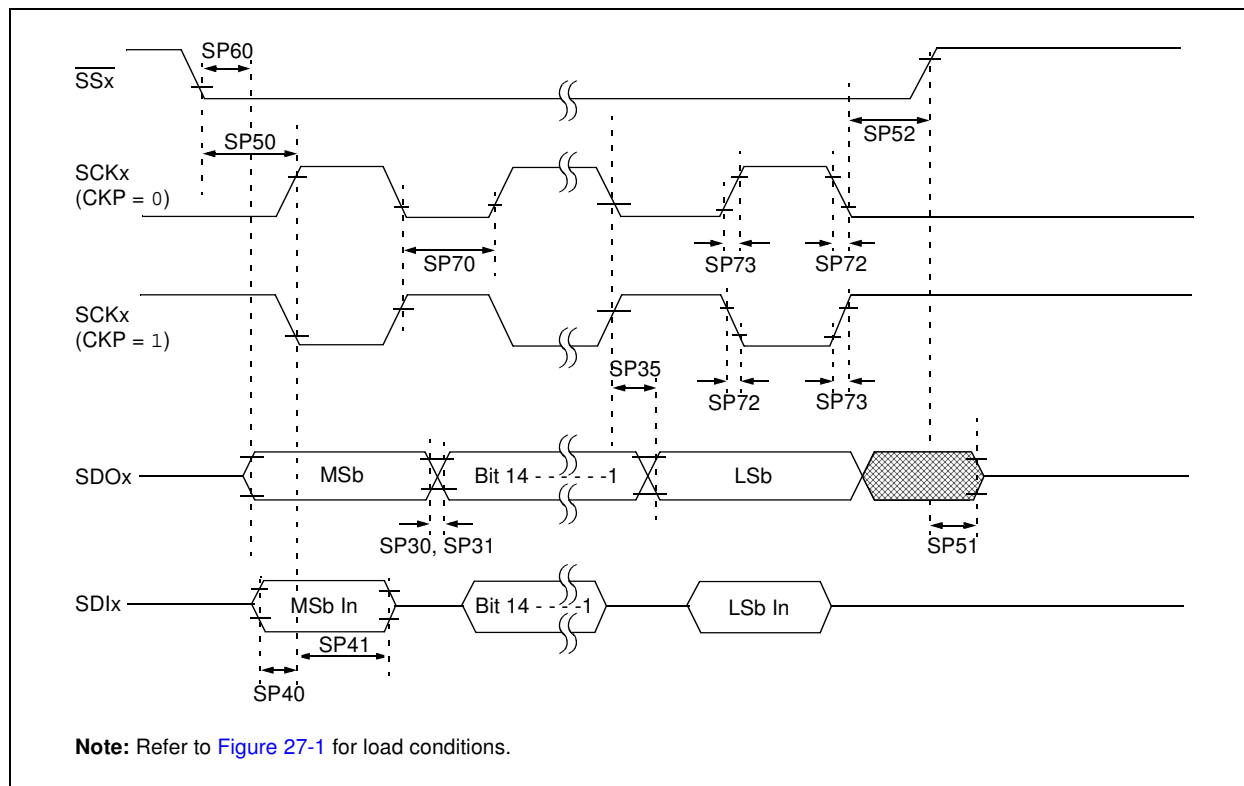 SP60
SSx
SP50
SP52
SCKx
(CKP = 0)
SP70
SP73
SP72
SCKx
(CKP = 1)
SP35
SP72
SP73
SDOx
MSb
Bit 14 - - - - - -1
LSb
SP30, SP31
SP51
SDIx
MSb In
Bit 14 - - - -1
LSb In
SP41
SP40
Note: Refer to Figure 27-1 for load conditions.